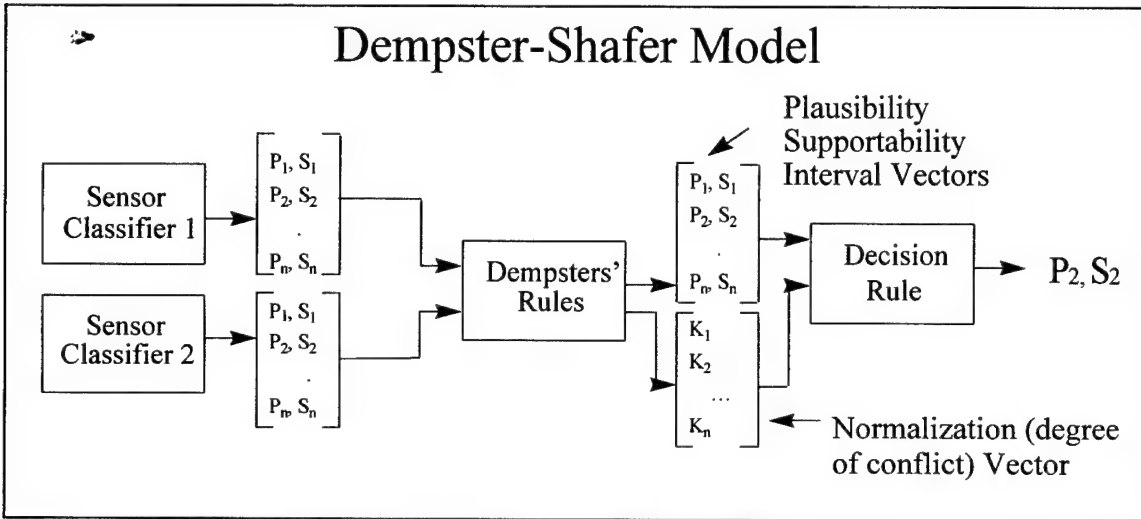 Dempster-Shafer Model
Sensor
Classifier 1
P₁, S₁
P₂, S₂
.
Pₙ, Sₙ
Sensor
Classifier 2
P₁, S₁
P₂, S₂
.
Pₙ, Sₙ
Dempsters'
Rules
Plausibility
Supportability
Interval Vectors
P₁, S₁
P₂, S₂
.
Pₙ, Sₙ
K₁
K₂
...
Kₙ
Normalization (degree
of conflict) Vector
Decision
Rule
P₂, S₂